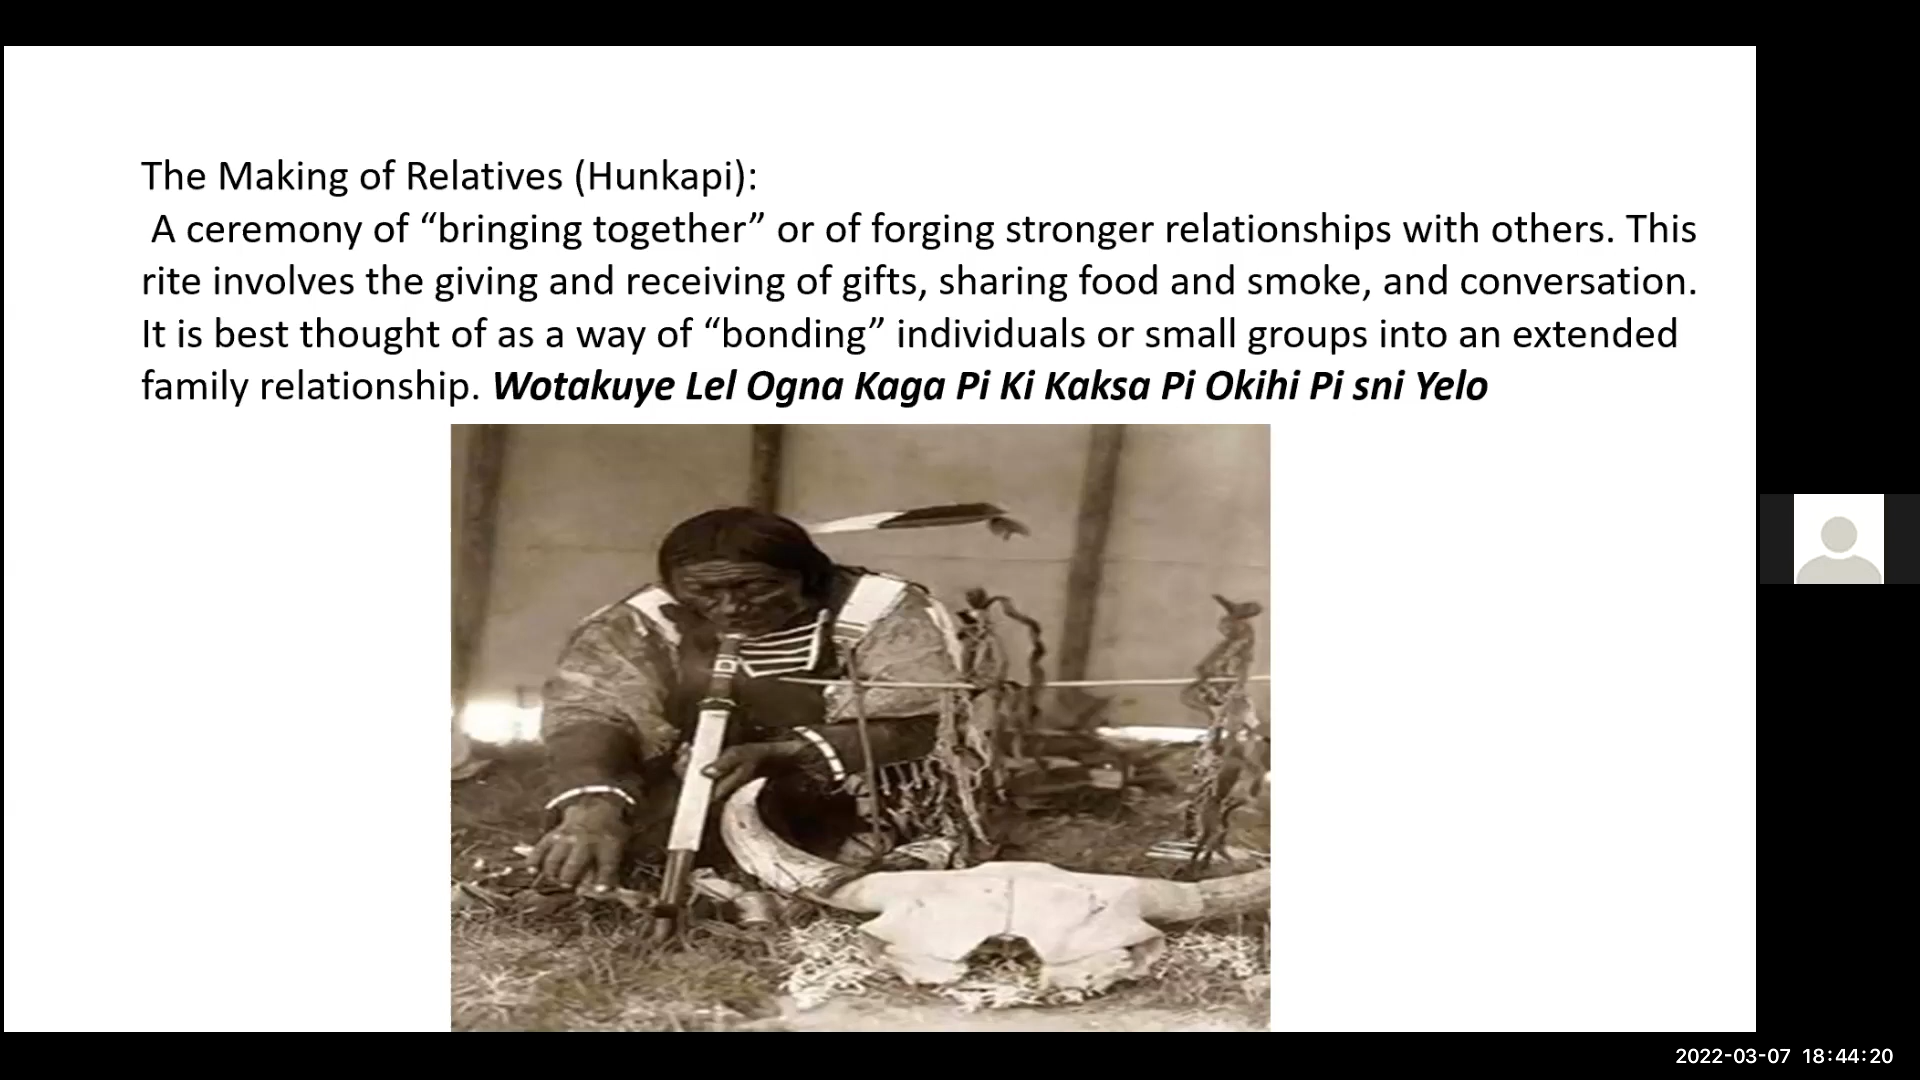 The Making of Relatives (Hunkapi):
A ceremony of “bringing together” or of forging stronger relationships with others. This
rite involves the giving and receiving of gifts, sharing food and smoke, and conversation.
It is best thought of as a way of “bonding” individuals or small groups into an extended
family relationship. Wotakuye Lel Ogna Kaga Pi Ki Kaksa Pi Okihi Pi sni Yelo
2022-03-07 18:44:20